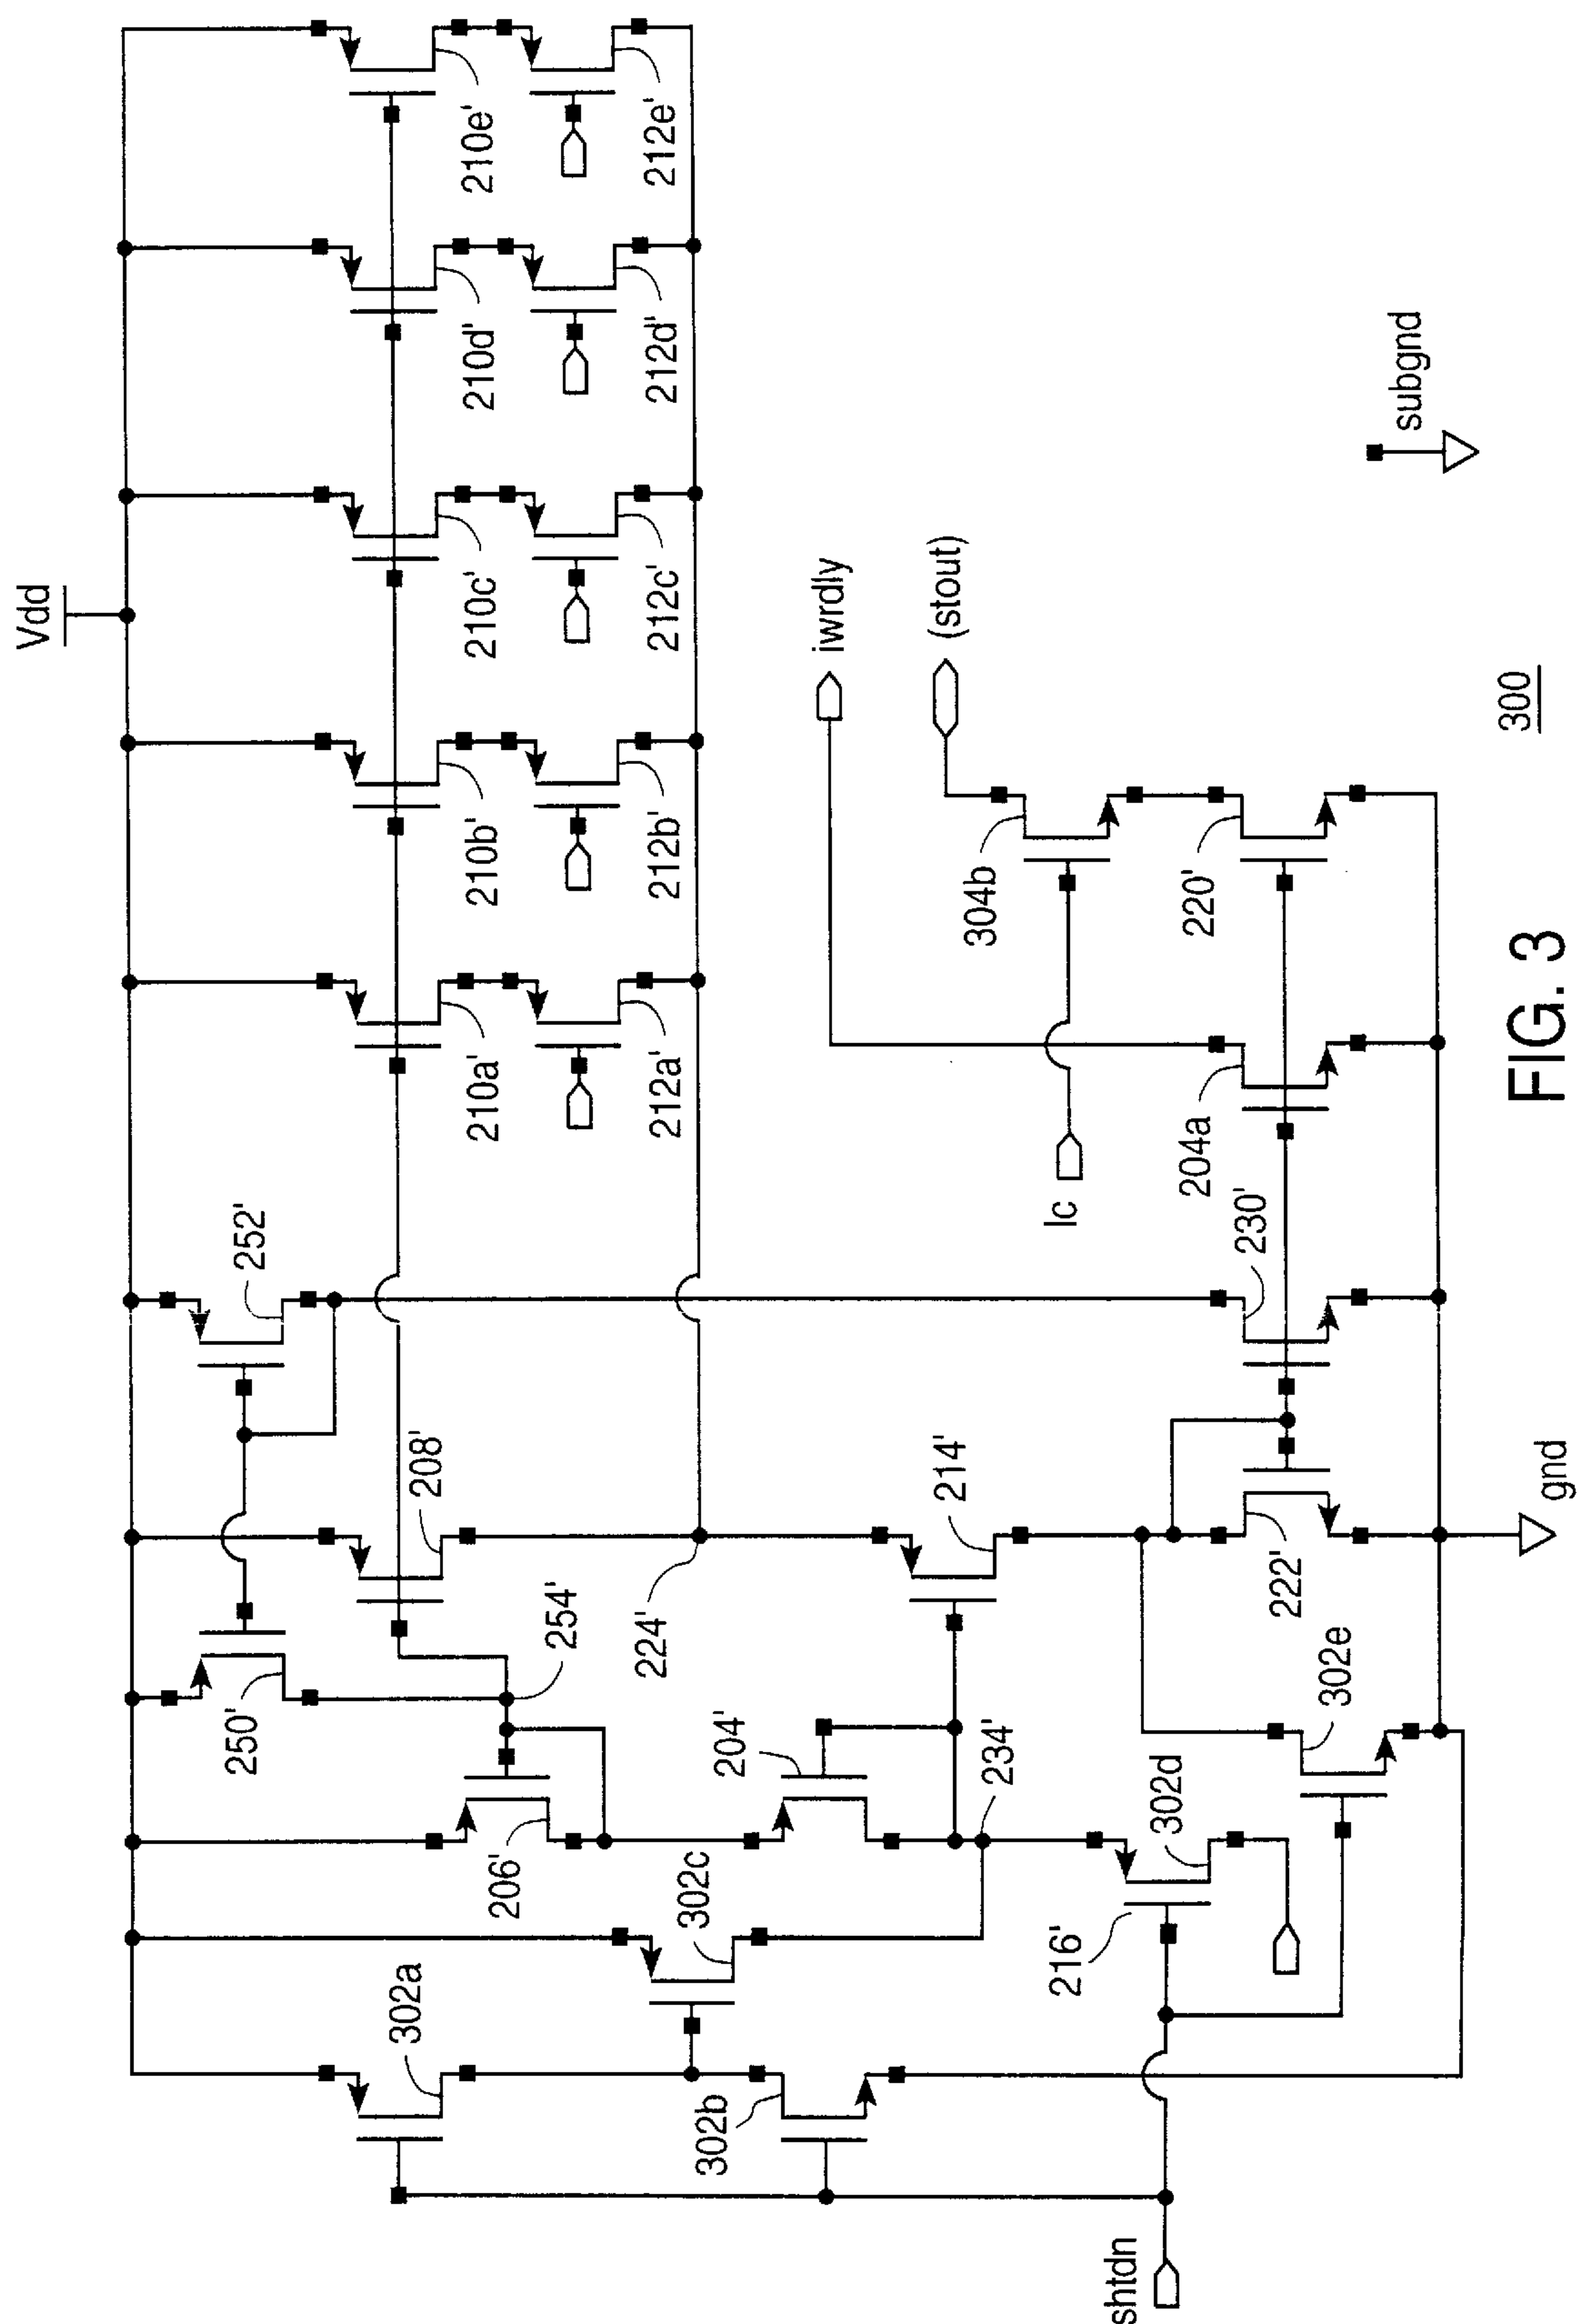 Vdd
252'
250'
208'
254'
206'
302a
302c
302b
204'
224'
234'
214'
216'
302d
302e
222'
230'
shtdn
gnd
210a'
210b'
210c'
210d'
210e'
212a'
212b'
212c'
212d'
212e'
iwrdly
(stout)
Ic
304b
204a
220'
subgnd
300
FIG. 3